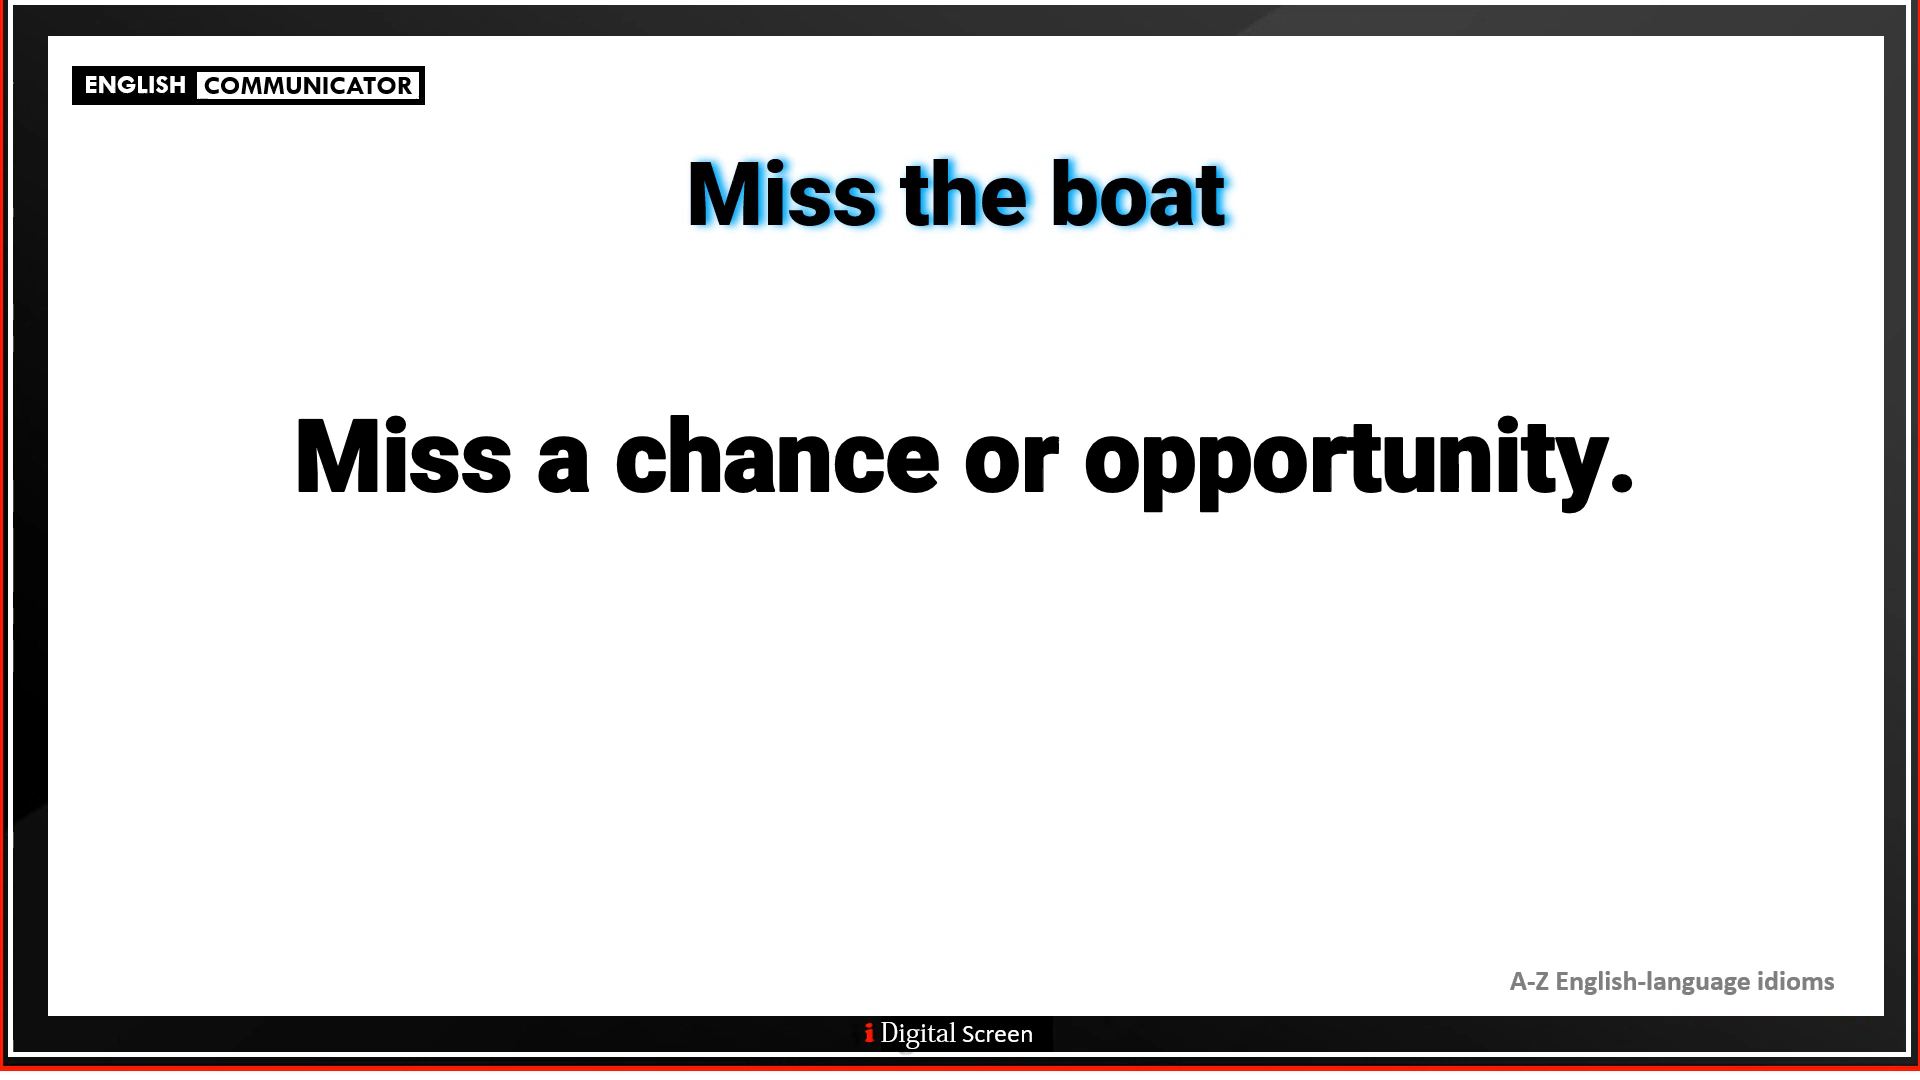 ENGLISH COMMUNICATOR
Miss the boat
Miss a chance or opportunity.
A-Z English-language idioms
i Digital Screen